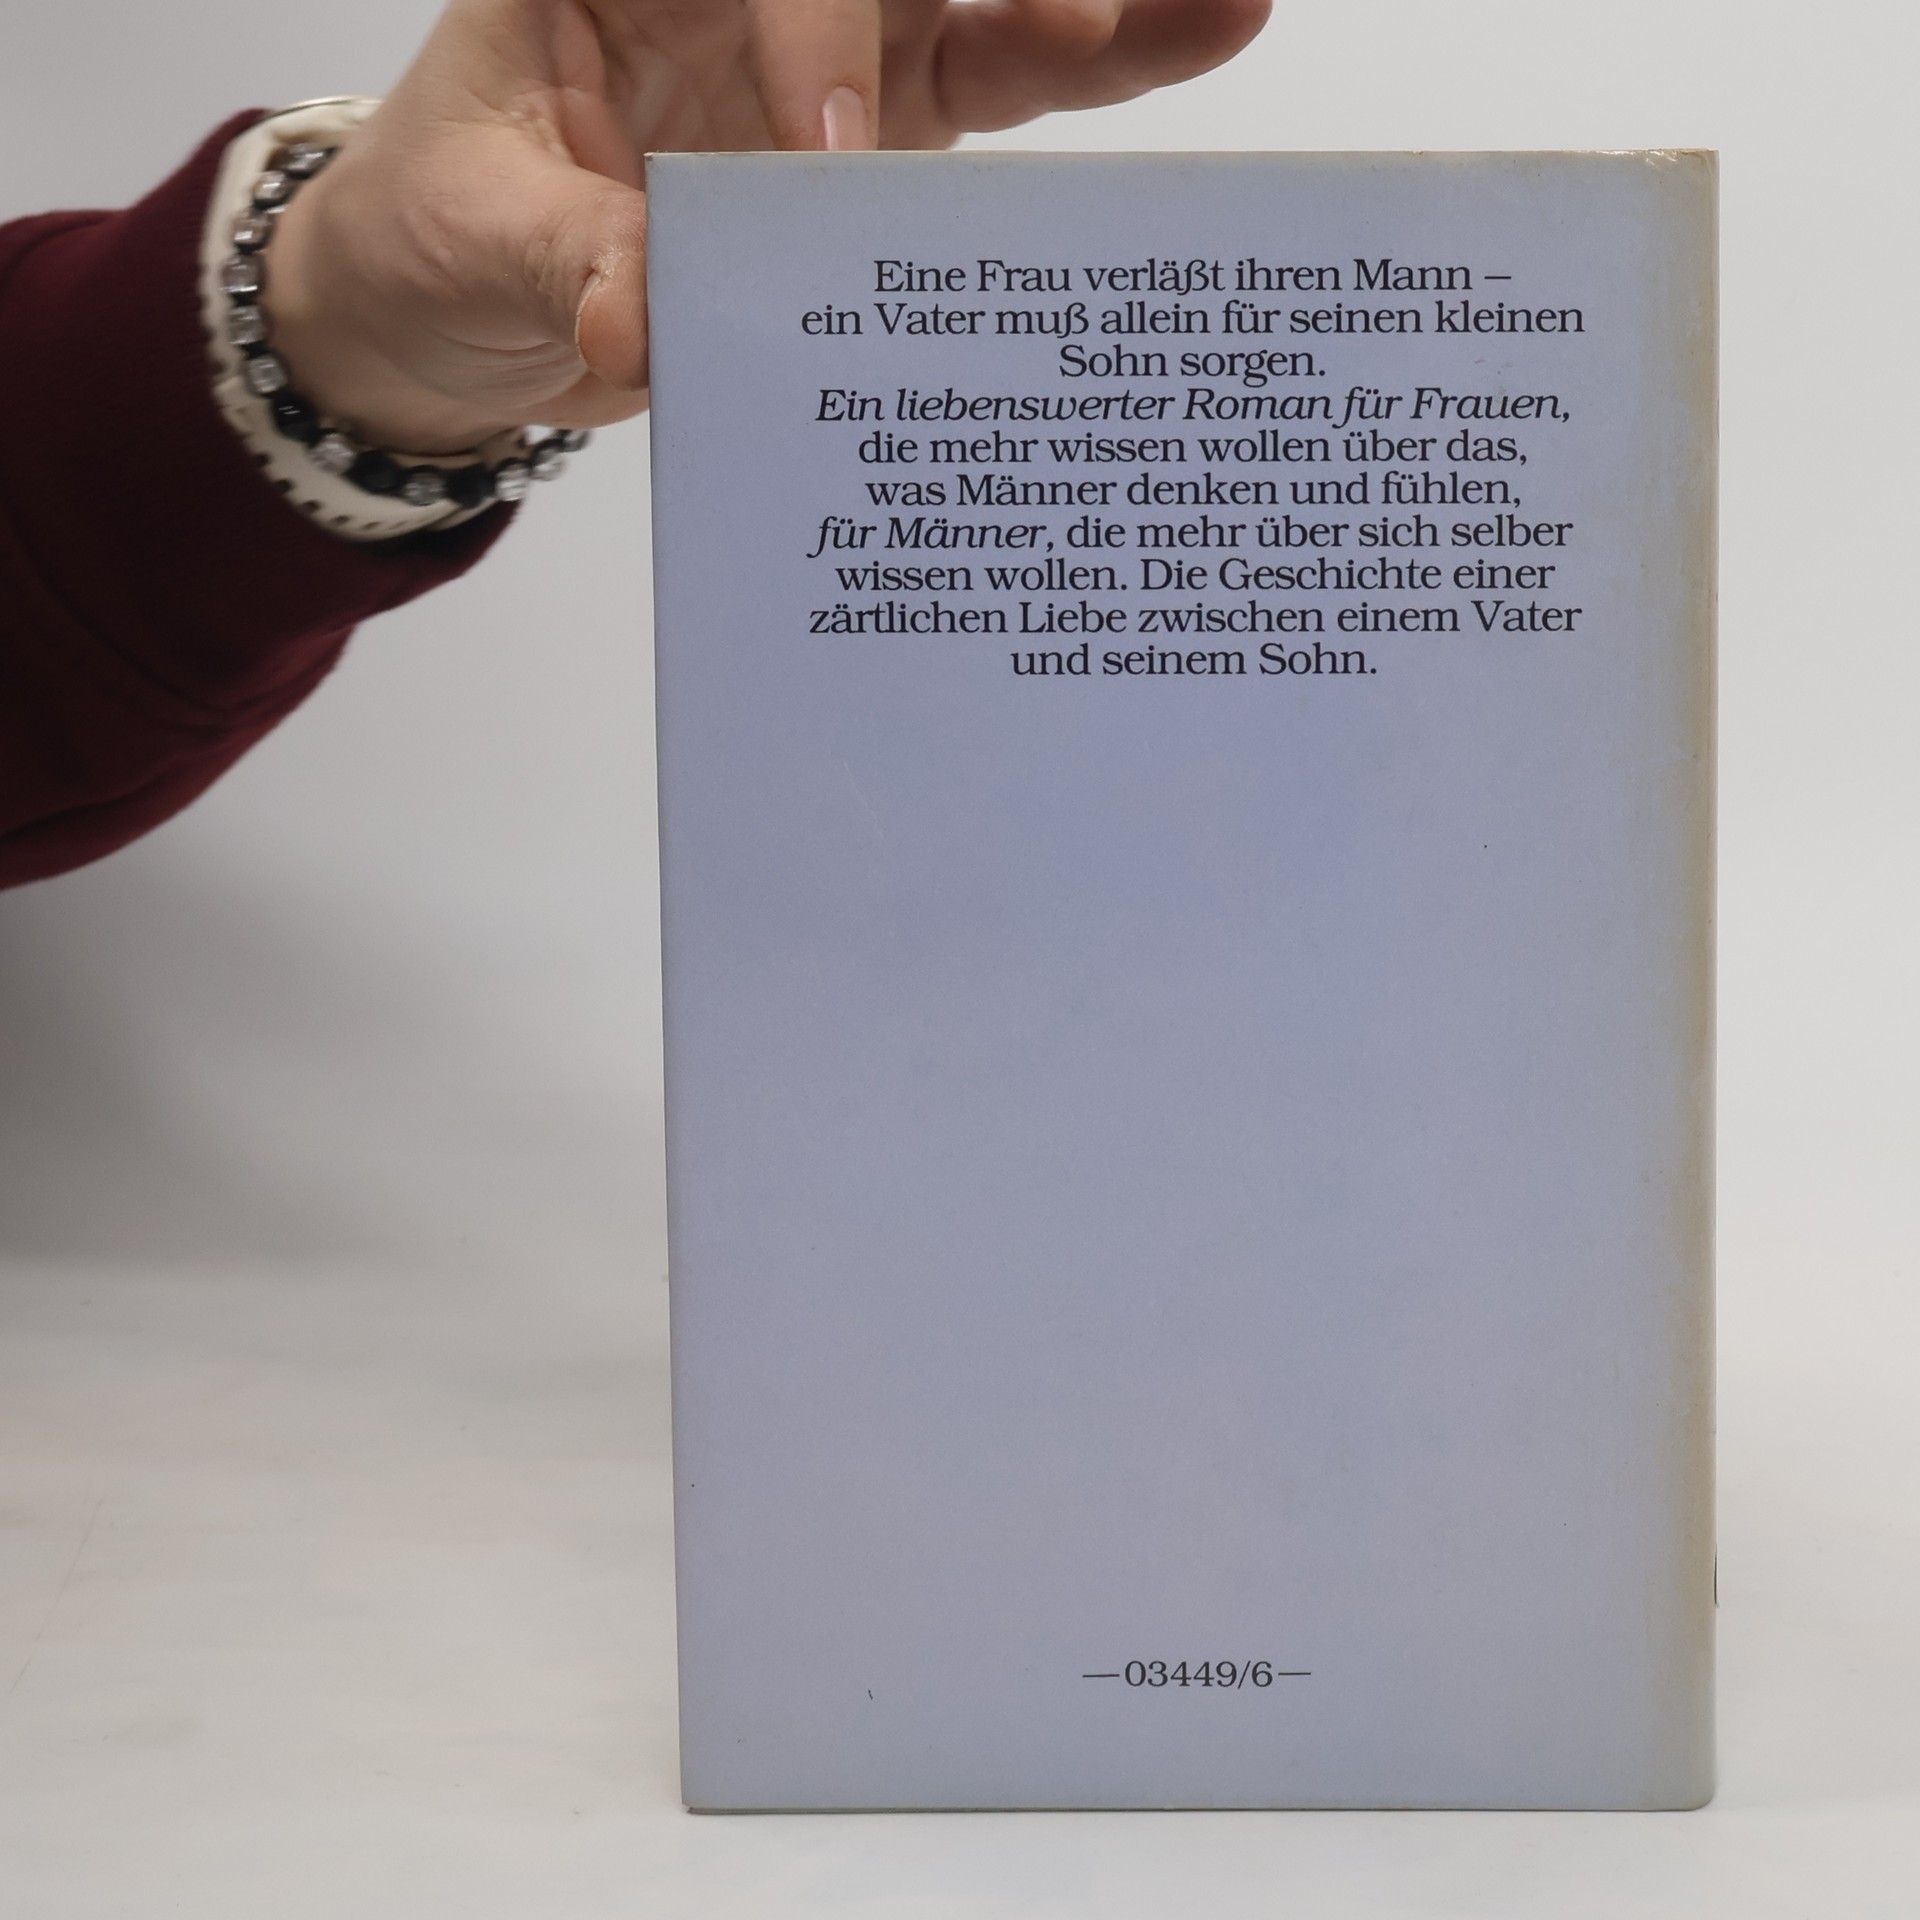 Eine Frau verläßt ihren Mann –
ein Vater muß allein für seinen kleinen
Sohn sorgen.
Ein liebenswerter Roman für Frauen,
die mehr wissen wollen über das,
was Männer denken und fühlen,
für Männer, die mehr über sich selber
wissen wollen. Die Geschichte einer
zärtlichen Liebe zwischen einem Vater
und seinem Sohn.
—03449/6—